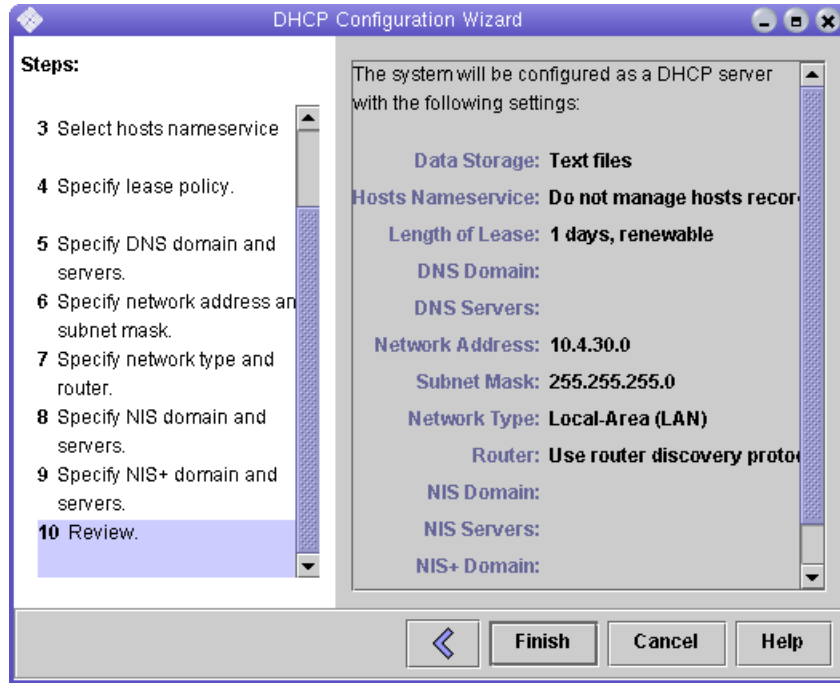 DHCP Configuration Wizard
Steps:
3 Select hosts nameservice
4 Specify lease policy.
5 Specify DNS domain and
servers.
6 Specify network address an
subnet mask.
7 Specify network type and
router.
8 Specify NIS domain and
servers.
9 Specify NIS+ domain and
servers.
10 Review.
The system will be configured as a DHCP server
with the following settings:
Data Storage: Text files
Hosts Nameservice: Do not manage hosts recor
Length of Lease: 1 days, renewable
DNS Domain:
DNS Servers:
Network Address: 10.4.30.0
Subnet Mask: 255.255.255.0
Network Type: Local-Area (LAN)
Router: Use router discovery protoc
NIS Domain:
NIS Servers:
NIS+ Domain:
Finish
Cancel
Help